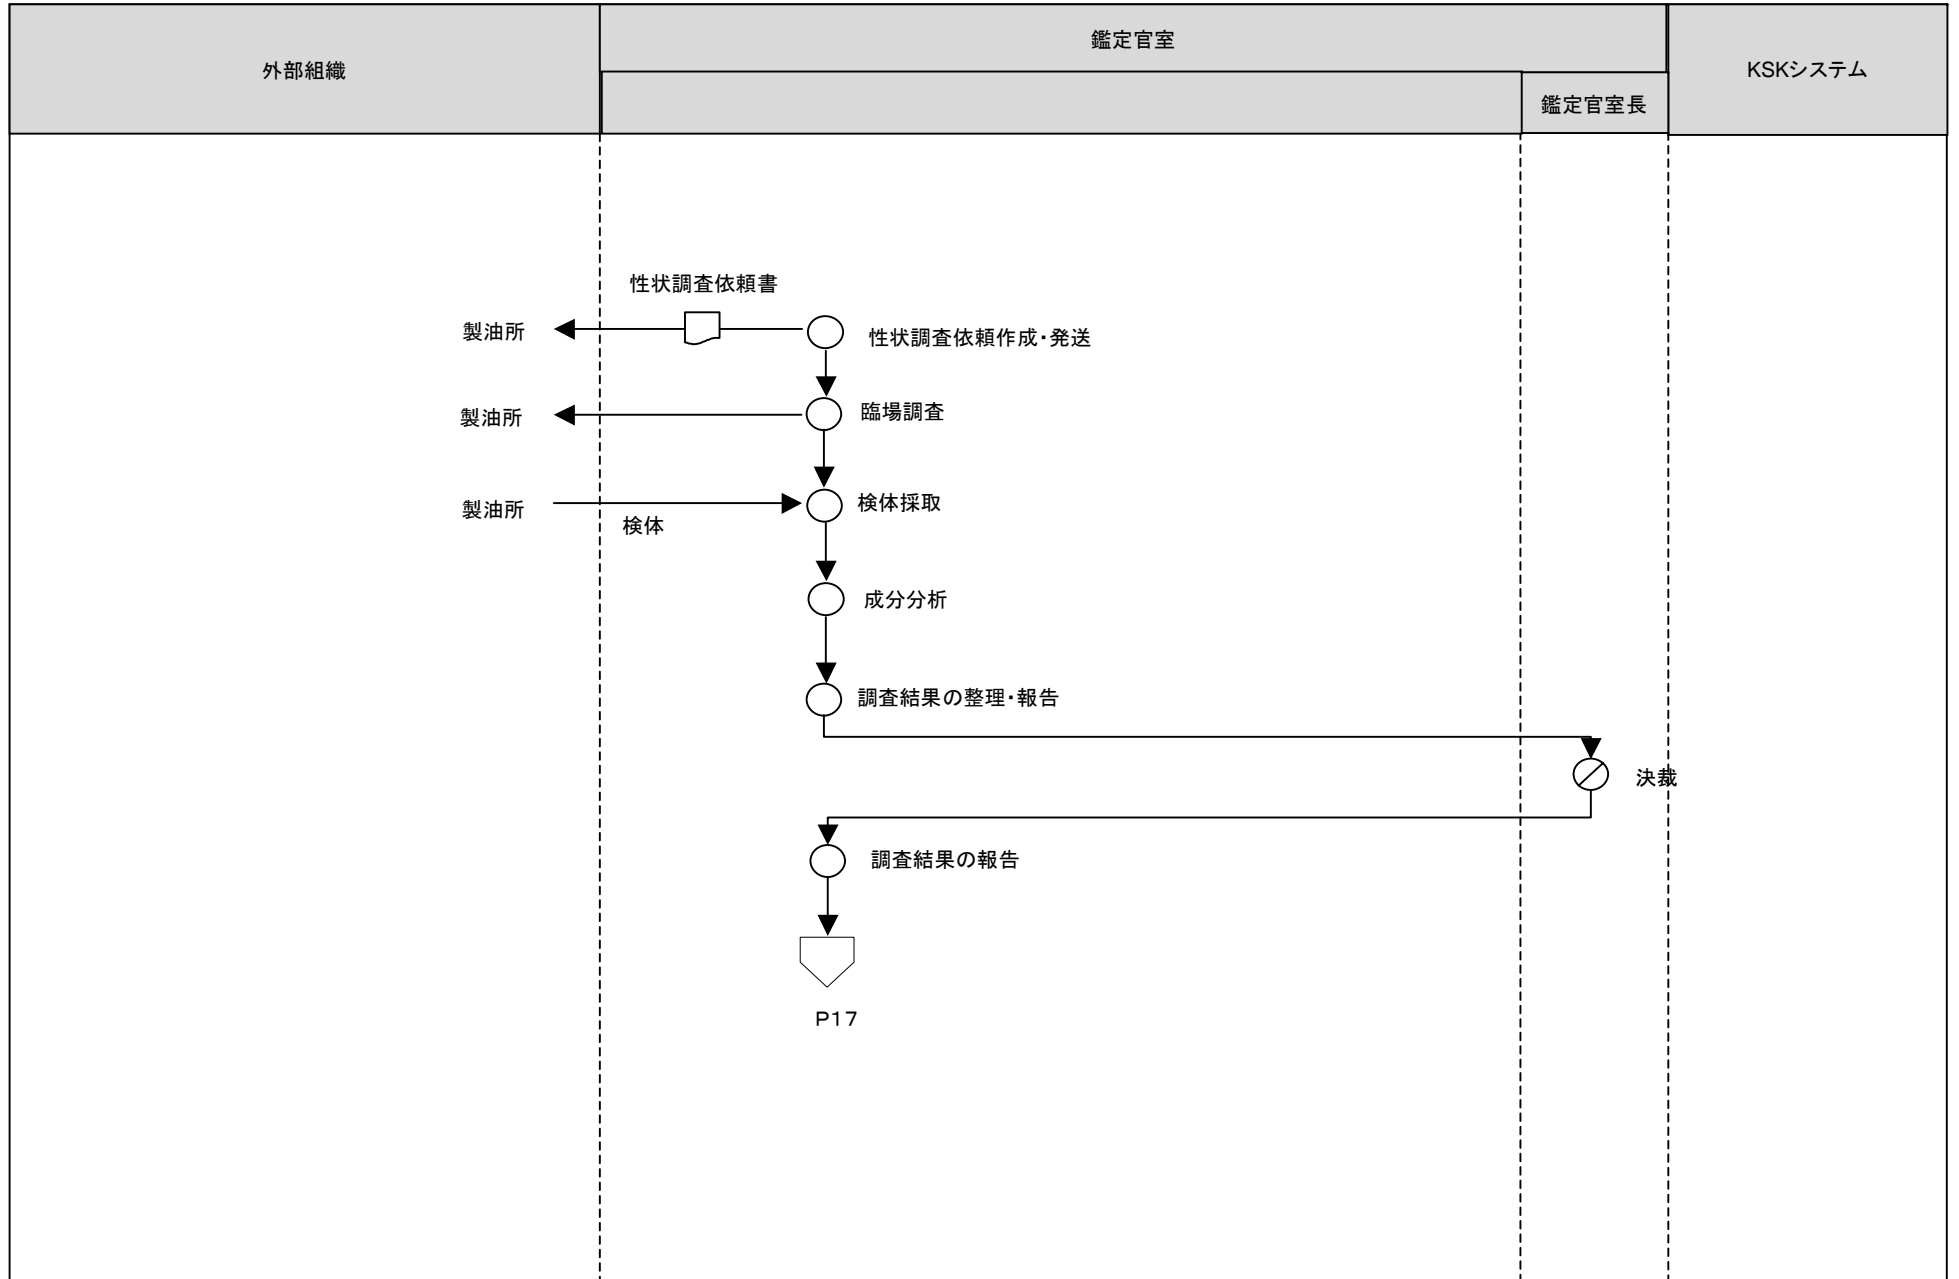 外部組織
鑑定官室
鑑定官室長
KSKシステム
性状調査依頼書
製油所
性状調査依頼作成・発送
製油所
臨場調査
製油所
検体
検体採取
成分分析
調査結果の整理・報告
決裁
調査結果の報告
P17